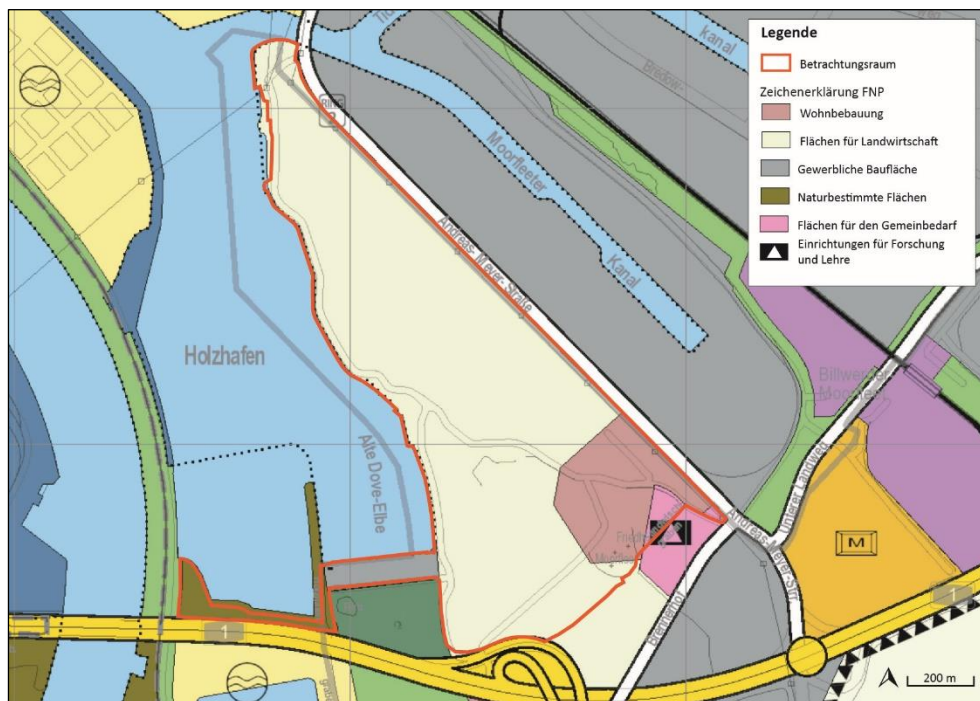 Legende
Betrachtungsraum
Zeichenerklärung FNP
Wohnbebauung
Flächen für Landwirtschaft
Gewerbliche Baufläche
Naturbestimmte Flächen
Flächen für den Gemeinbedarf
Einrichtungen für Forschung
und Lehre
kanal
RING
2
Moorfleeter
Kanal
Andreas-Meyer-Straße
Holzhafen
Alte Dove-Elbe
Unterer Landweg
Andreas-Meyer-Str.
Brennerhof
M
1
1
200 m